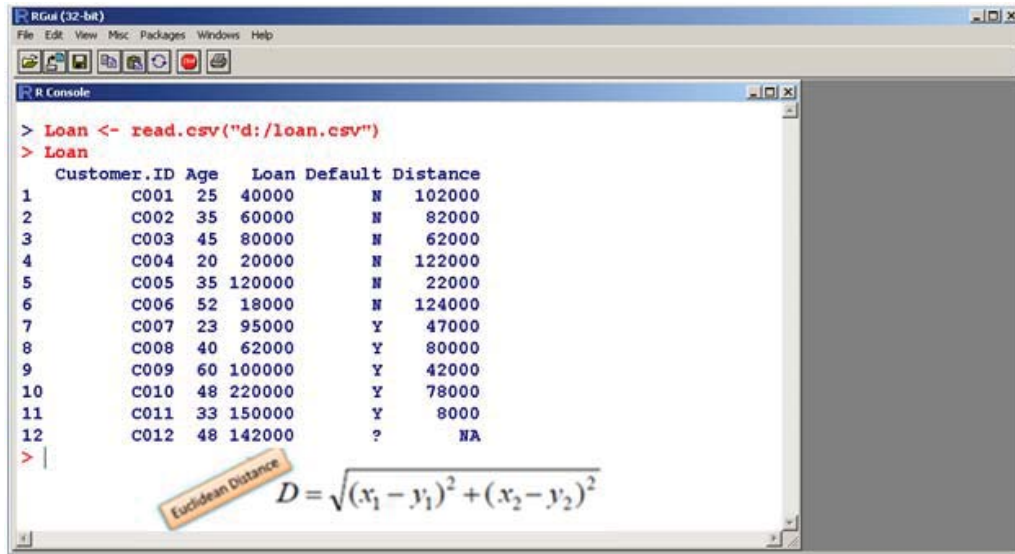 RGui (32-bit)
File Edit View Misc Packages Windows Help
STOP
R Console
> Loan <- read.csv("d:/loan.csv")
> Loan
Customer.ID Age Loan Default Distance
1 C001 25 40000 N 102000
2 C002 35 60000 N 82000
3 C003 45 80000 N 62000
4 C004 20 20000 N 122000
5 C005 35 120000 N 22000
6 C006 52 18000 N 124000
7 C007 23 95000 Y 47000
8 C008 40 62000 Y 80000
9 C009 60 100000 Y 42000
10 C010 48 220000 Y 78000
11 C011 33 150000 Y 8000
12 C012 48 142000 ? NA
> |
Euclidean Distance
D = √(x₁ − y₁)² + (x₂ − y₂)²